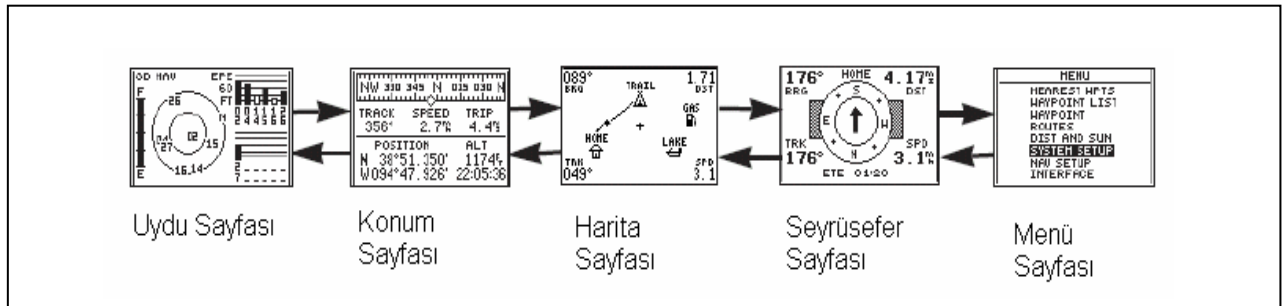 OD NAV EPE
60
FT
F
E
26
02
27
15
16 14
NW 330 345 N 015 030 N
TRACK SPEED TRIP
356° 2.7 4.4
POSITION ALT
N 38°51.350' 1174
W094°47.926' 22:05:36
089° 1.71
BRG DST
TRAIL
GAS
HOME
LAKE
TRK SPD
049° 3.1
176° HOME 4.17
BRG DST
S
E W
N
TRK SPD
176° 3.1
ETE 01:20
MENU
NEAREST WPTS
WAYPOINT LIST
WAYPOINT
ROUTES
DIST AND SUN
SYSTEM SETUP
NAV SETUP
INTERFACE
Uydu Sayfası
Konum
Sayfası
Harita
Sayfası
Seyrüsefer
Sayfası
Menü
Sayfası